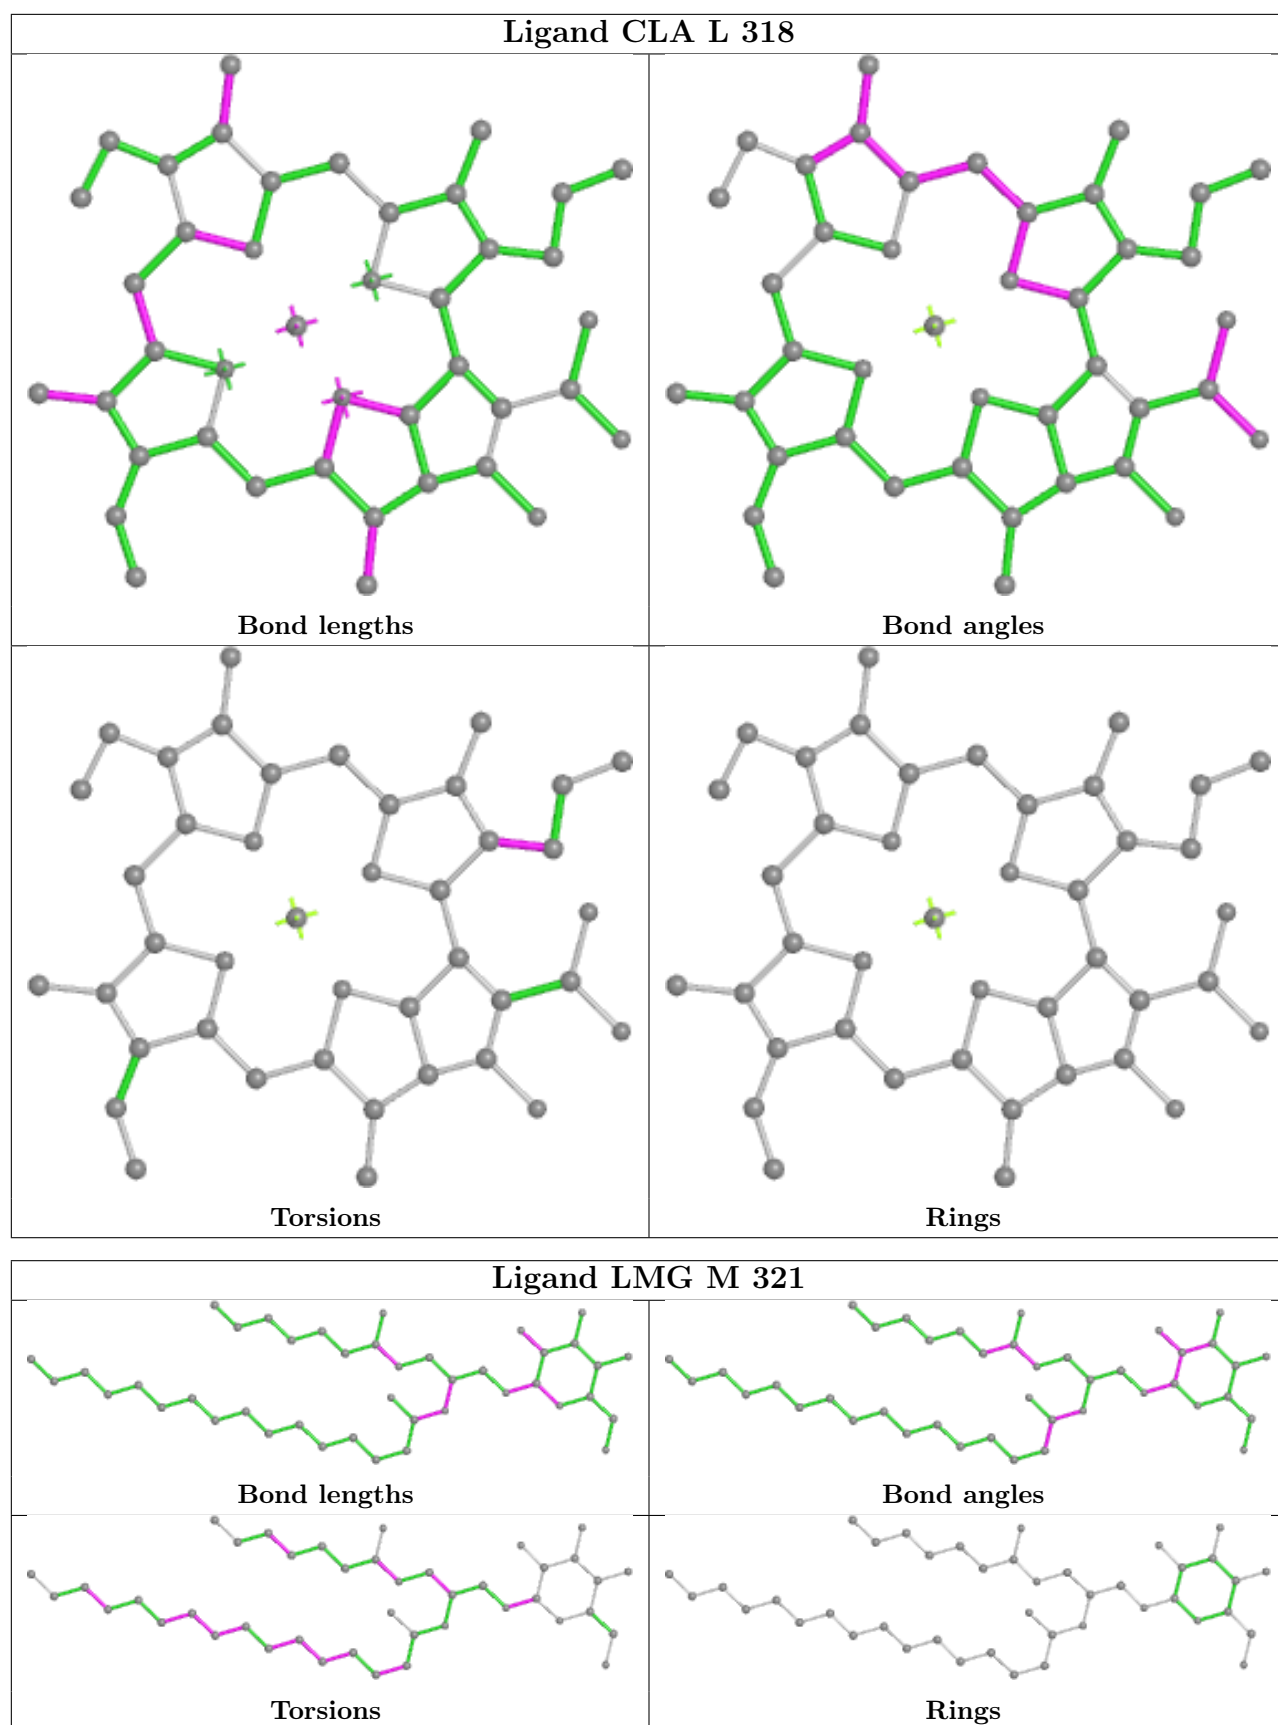 Ligand CLA L 318
Bond lengths
Bond angles
Torsions
Rings
Ligand LMG M 321
Bond lengths
Bond angles
Torsions
Rings